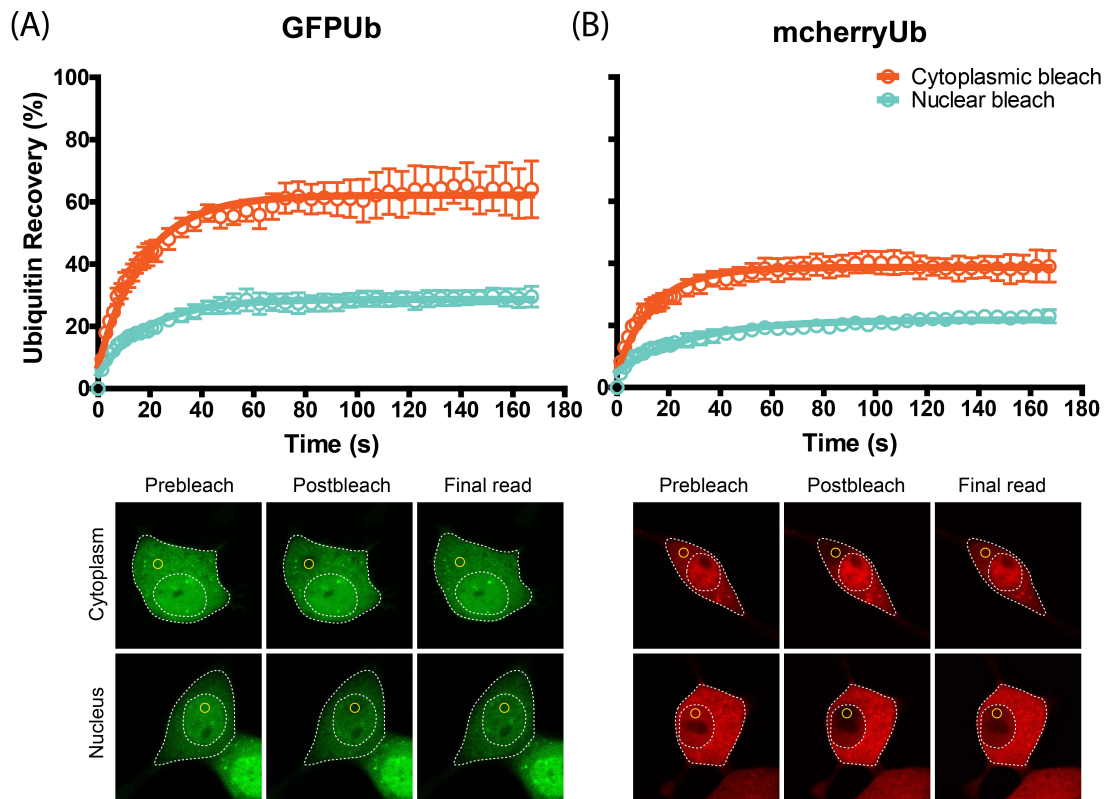 (A)
GFPUb
(B)
mcherryUb
Cytoplasmic bleach
Nuclear bleach
Ubiquitin Recovery (%)
100
80
60
40
20
0
0 20 40 60 80 100 120 140 160 180
Time (s)
0
0 20 40 60 80 100 120 140 160 180
Time (s)
Prebleach Postbleach Final read
Prebleach Postbleach Final read
Cytoplasm
Nucleus